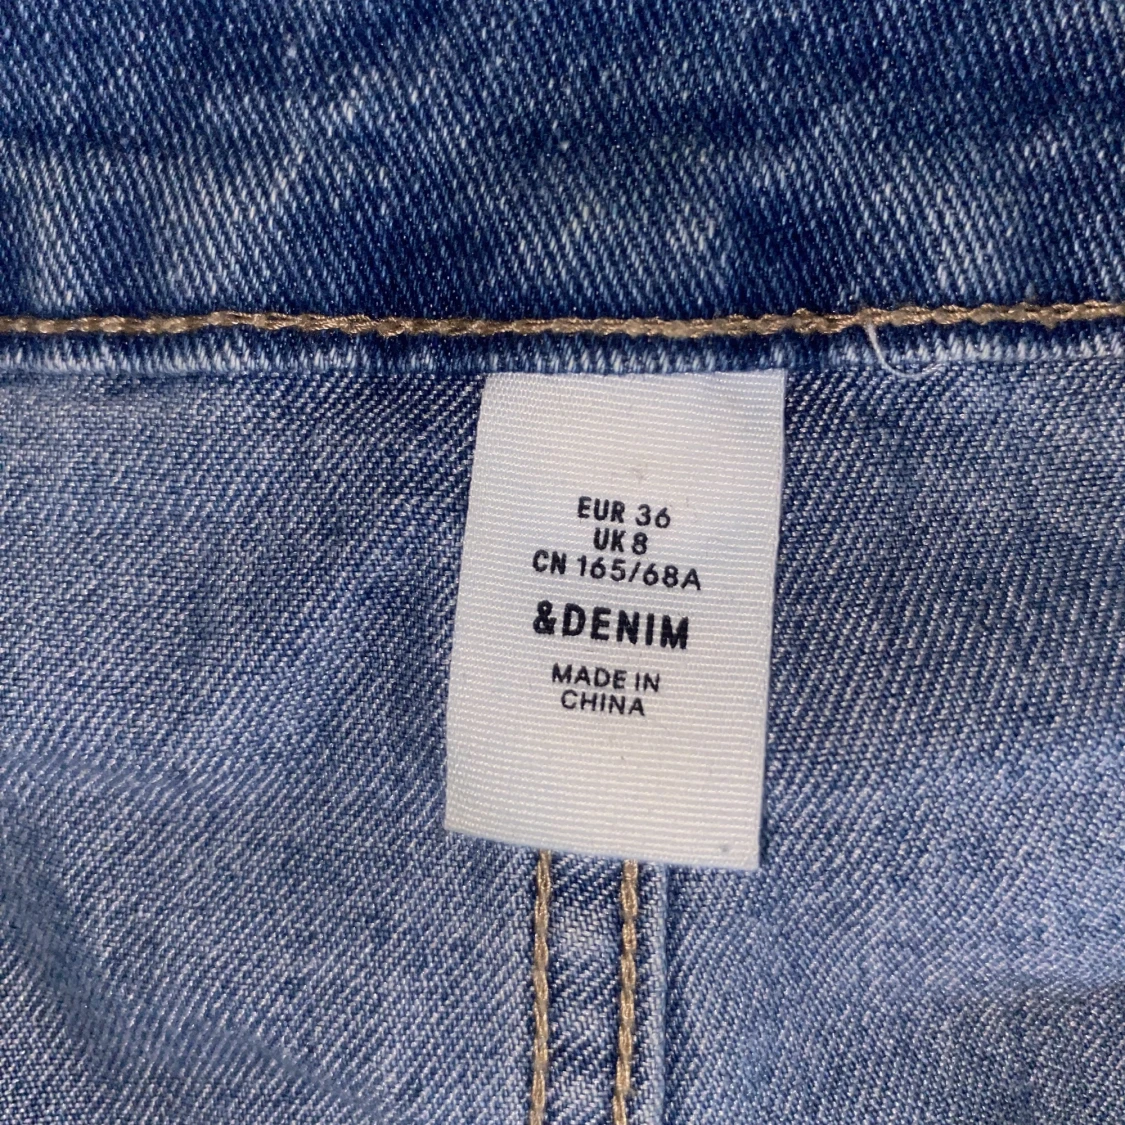 EUR 36
UK 8
CN 165/68A
&DENIM
MADE IN
CHINA